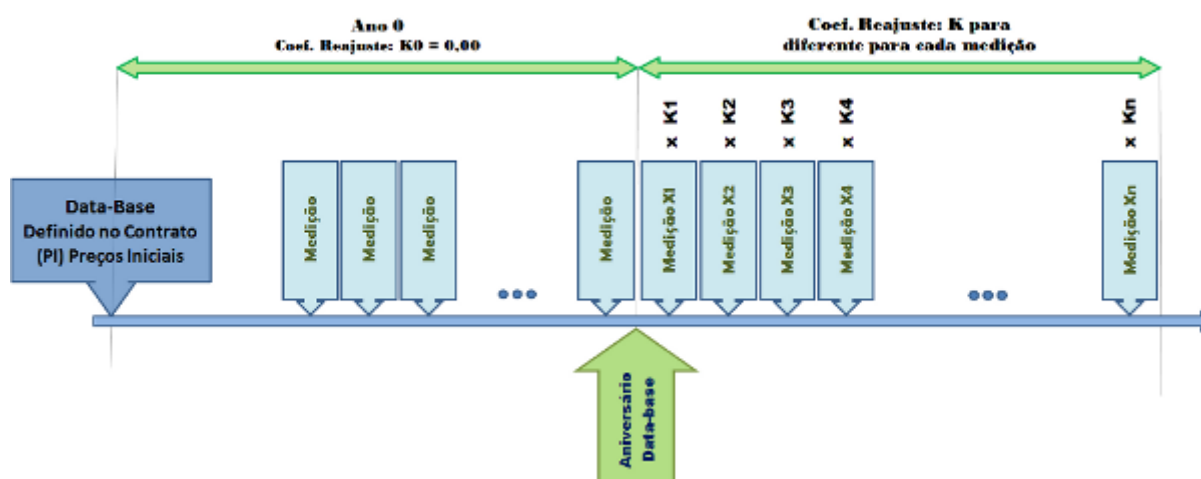 Ano 0
Coef. Reajuste: K0 = 0,00
Coef. Reajuste: K para
diferente para cada medição
x K1
x K2
x K3
x K4
x Kn
Data-Base
Definido no Contrato
(PI) Preços Iniciais
Medição
Medição
Medição
...
Medição
Medição X1
Medição X2
Medição X3
Medição X4
...
Medição Xn
Aniversário
Data-base